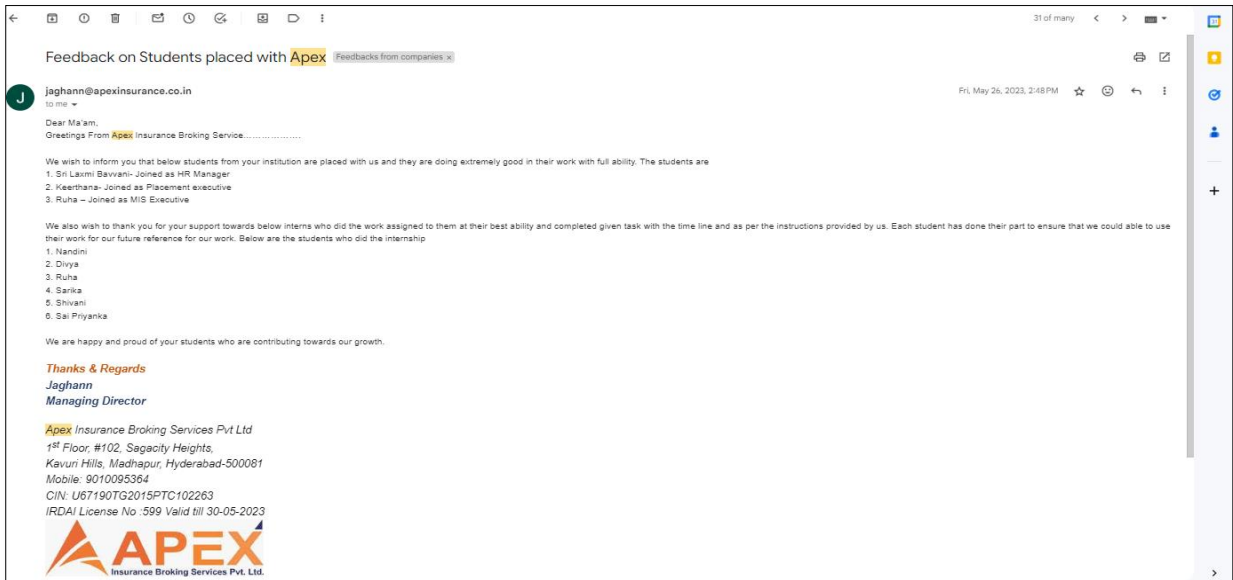 31 of many
Feedback on Students placed with Apex Feedbacks from companies x
J
jaghann@apexinsurance.co.in
Fri, May 26, 2023, 2:48 PM
to me
Dear Ma'am,
Greetings From Apex Insurance Broking Service....................
We wish to inform you that below students from your institution are placed with us and they are doing extremely good in their work with full ability. The students are
1. Sri Laxmi Bavvani- Joined as HR Manager
2. Keerthana- Joined as Placement executive
3. Ruha – Joined as MIS Executive
We also wish to thank you for your support towards below interns who did the work assigned to them at their best ability and completed given task with the time line and as per the instructions provided by us. Each student has done their part to ensure that we could able to use
their work for our future reference for our work. Below are the students who did the internship
1. Nandini
2. Divya
3. Ruha
4. Sarika
5. Shivani
6. Sai Priyanka
We are happy and proud of your students who are contributing towards our growth.
Thanks & Regards
Jaghann
Managing Director
Apex Insurance Broking Services Pvt Ltd
1st Floor, #102, Sagacity Heights,
Kavuri Hills, Madhapur, Hyderabad-500081
Mobile: 9010095364
CIN: U67190TG2015PTC102263
IRDAI License No :599 Valid till 30-05-2023
APEX
Insurance Broking Services Pvt. Ltd.